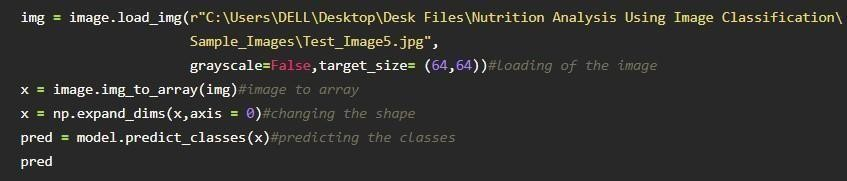 img = image.load_img(r"C:\Users\DELL\Desktop\Desk Files\Nutrition Analysis Using Image Classification\
Sample_Images\Test_Image5.jpg",
grayscale=False,target_size= (64,64))#Loading of the image
x = image.img_to_array(img)#image to array
x = np.expand_dims(x,axis = 0)#changing the shape
pred = model.predict_classes(x)#predicting the classes
pred